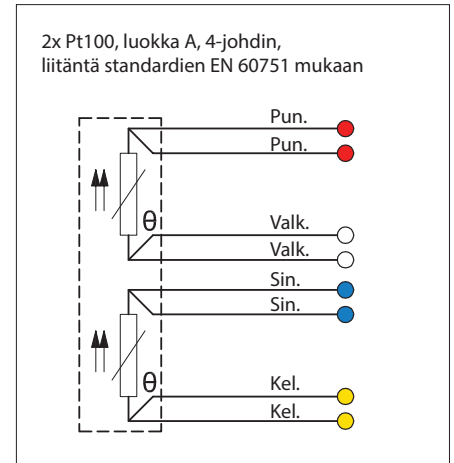 2x Pt100, luokka A, 4-johdin,
liitäntä standardien EN 60751 mukaan
Pun.
Pun.
θ
Valk.
Valk.
Sin.
Sin.
θ
Kel.
Kel.